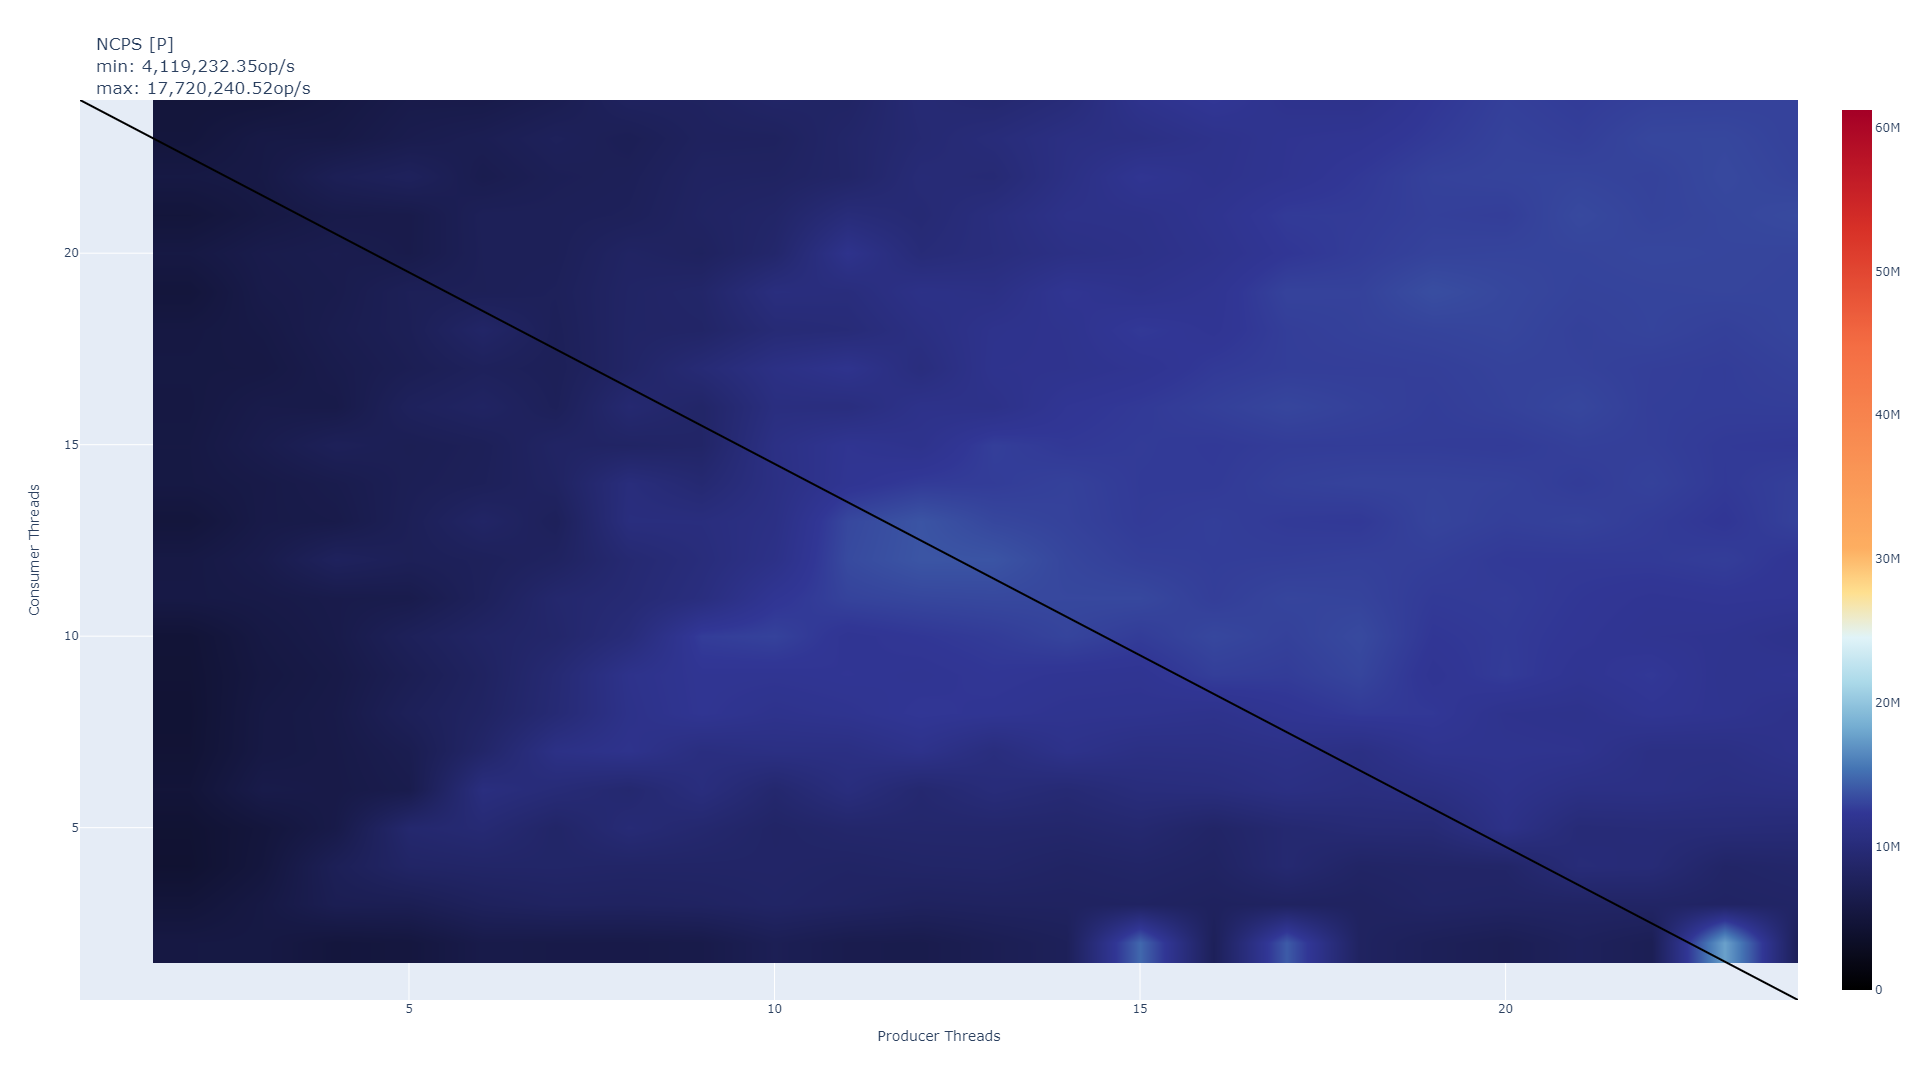 NCPS [P]
min: 4,119,232.35op/s
max: 17,720,240.52op/s
60M
50M
40M
30M
20M
10M
0
20
15
10
5
Consumer Threads
5
10
15
20
Producer Threads